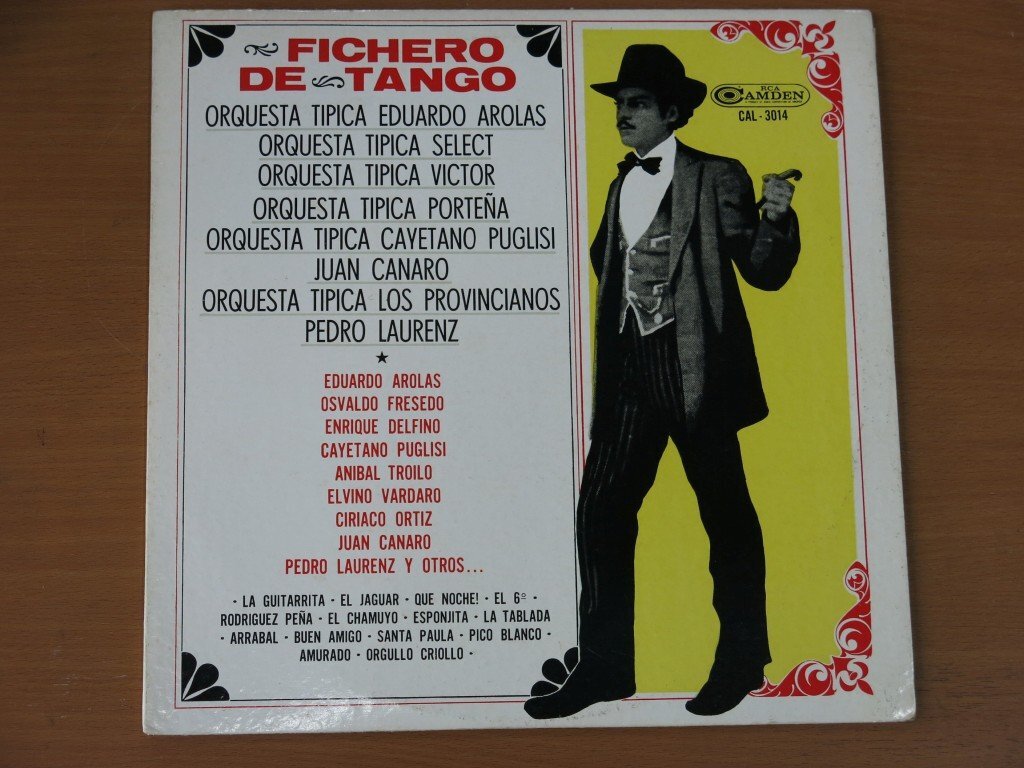 FICHERO
DE TANGO
ORQUESTA TIPICA EDUARDO AROLAS
ORQUESTA TIPICA SELECT
ORQUESTA TIPICA VICTOR
ORQUESTA TIPICA PORTEÑA
ORQUESTA TIPICA CAYETANO PUGLISI
JUAN CANARO
ORQUESTA TIPICA LOS PROVINCIANOS
PEDRO LAURENZ
EDUARDO AROLAS
OSVALDO FRESEDO
ENRIQUE DELFINO
CAYETANO PUGLISI
ANIBAL TROILO
ELVINO VARDARO
CIRIACO ORTIZ
JUAN CANARO
PEDRO LAURENZ Y OTROS...
· LA GUITARRITA · EL JAGUAR · QUE NOCHE! · EL 6º ·
RODRIGUEZ PEÑA · EL CHAMUYO · ESPONJITA · LA TABLADA
· ARRABAL · BUEN AMIGO · SANTA PAULA · PICO BLANCO ·
AMURADO · ORGULLO CRIOLLO ·
RCA
CAMDEN
CAL - 3014